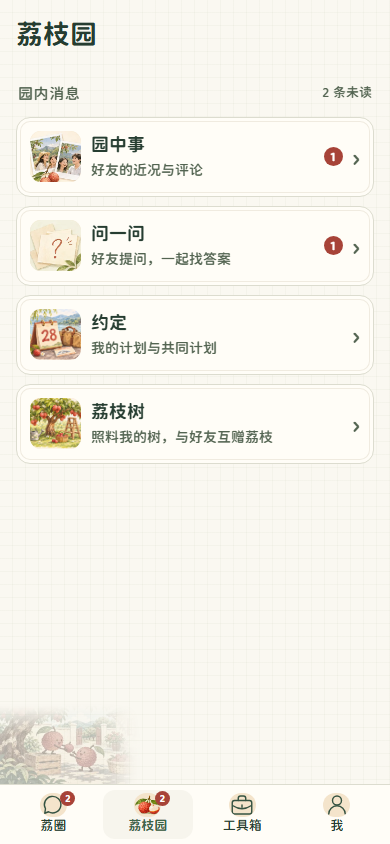 荔枝园
园内消息
2 条未读
园中事
好友的近况与评论
1
?
问一问
好友提问，一起找答案
1
28
约定
我的计划与共同计划
荔枝树
照料我的树，与好友互赠荔枝
2
荔圈
2
荔枝园
工具箱
我